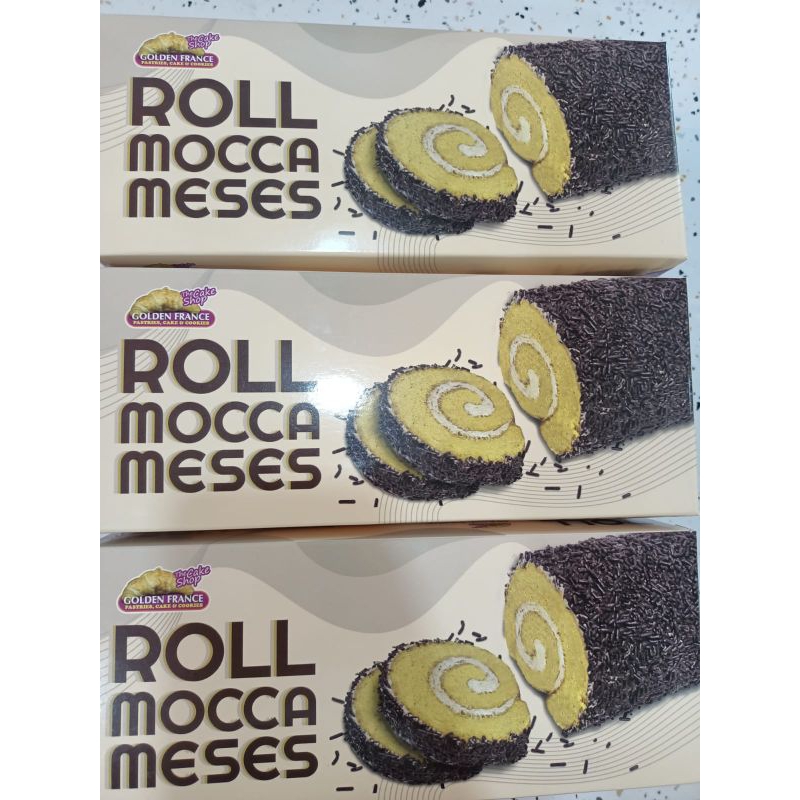 The Cake
Shop
GOLDEN FRANCE
PASTRIES, CAKE & COOKIES
ROLL
MOCCA
MESES
The Cake
Shop
GOLDEN FRANCE
PASTRIES, CAKE & COOKIES
ROLL
MOCCA
MESES
The Cake
Shop
GOLDEN FRANCE
PASTRIES, CAKE & COOKIES
ROLL
MOCCA
MESES